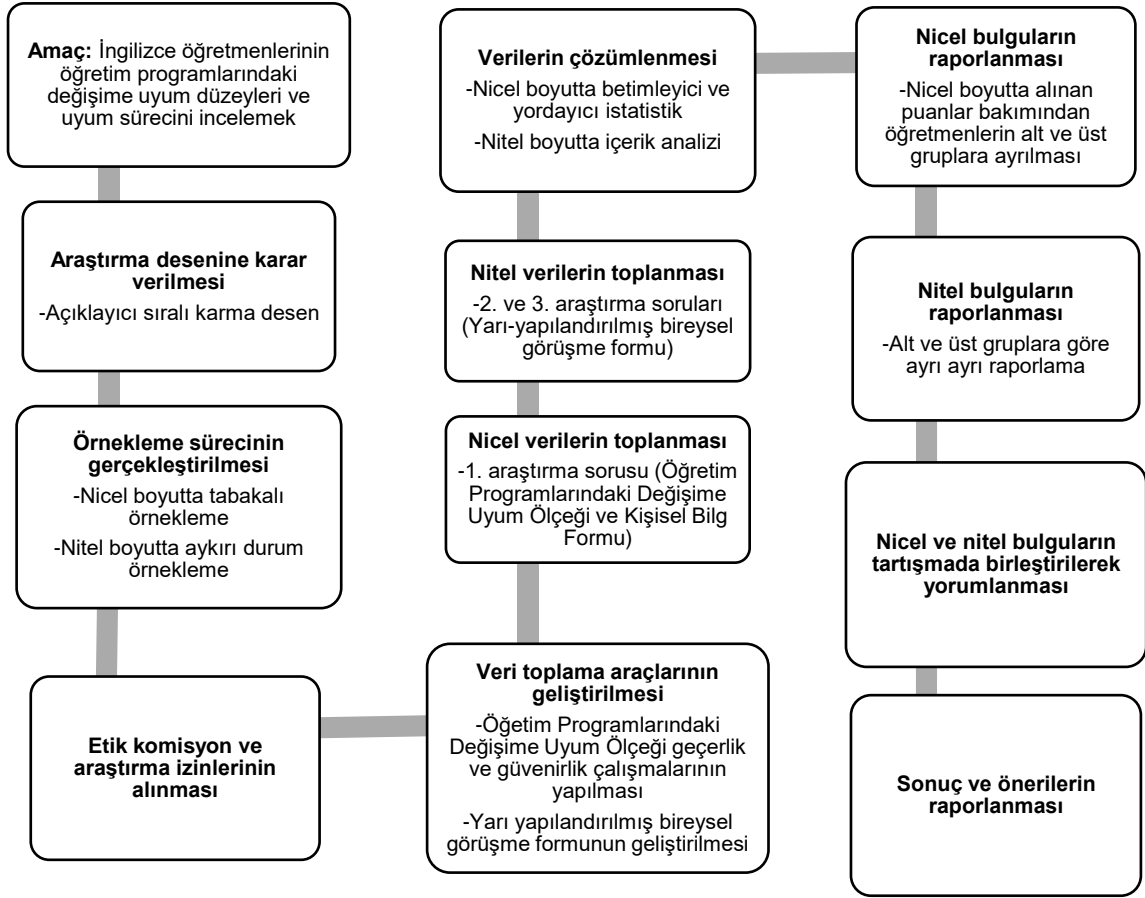 Amaç: İngilizce öğretmenlerinin
öğretim programlarındaki
değişime uyum düzeyleri ve
uyum sürecini incelemek
Araştırma desenine karar
verilmesi
-Açıklayıcı sıralı karma desen
Örnekleme sürecinin
gerçekleştirilmesi
-Nicel boyutta tabakalı
örnekleme
-Nitel boyutta aykırı durum
örnekleme
Etik komisyon ve
araştırma izinlerinin
alınması
Veri toplama araçlarının
geliştirilmesi
-Öğetim Programlarındaki
Değişime Uyum Ölçeği geçerlik
ve güvenirlik çalışmalarının
yapılması
-Yarı yapılandırılmış bireysel
görüşme formunun geliştirilmesi
Nicel verilerin toplanması
-1. araştırma sorusu (Öğretim
Programlarındaki Değişime
Uyum Ölçeği ve Kişisel Bilg
Formu)
Nitel verilerin toplanması
-2. ve 3. araştırma soruları
(Yarı-yapılandırılmış bireysel
görüşme formu)
Verilerin çözümlenmesi
-Nicel boyutta betimleyici ve
yordayıcı istatistik
-Nitel boyutta içerik analizi
Nicel bulguların
raporlanması
-Nicel boyutta alınan
puanlar bakımından
öğretmenlerin alt ve üst
gruplara ayrılması
Nitel bulguların
raporlanması
-Alt ve üst gruplara göre
ayrı ayrı raporlama
Nicel ve nitel bulguların
tartışmada birleştirilerek
yorumlanması
Sonuç ve önerilerin
raporlanması